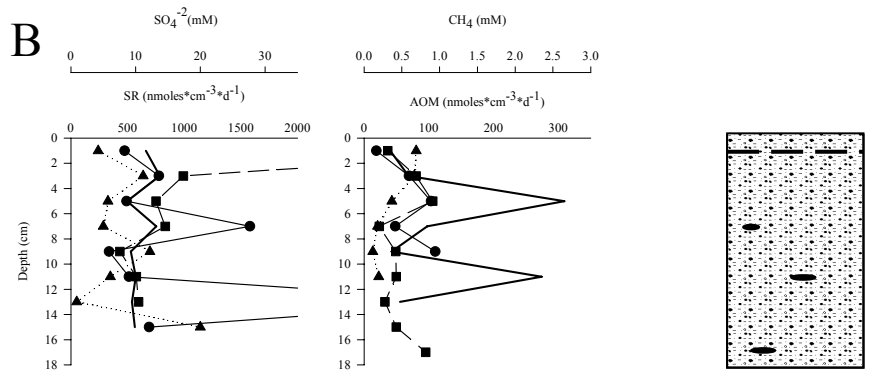 B
SO4-2(mM)
0 10 20 30
SR (nmoles*cm-3*d-1)
0 500 1000 1500 2000
CH4 (mM)
0.0 0.5 1.0 1.5 2.0 2.5 3.0
AOM (nmoles*cm-3*d-1)
0 100 200 300
Depth (cm)
0
2
4
6
8
10
12
14
16
18
0
2
4
6
8
10
12
14
16
18